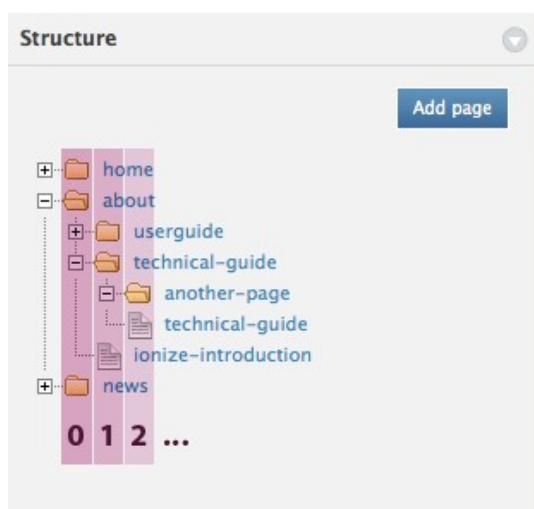 Structure
Add page
home
about
userguide
technical-guide
another-page
technical-guide
ionize-introduction
news
0 1 2 ...